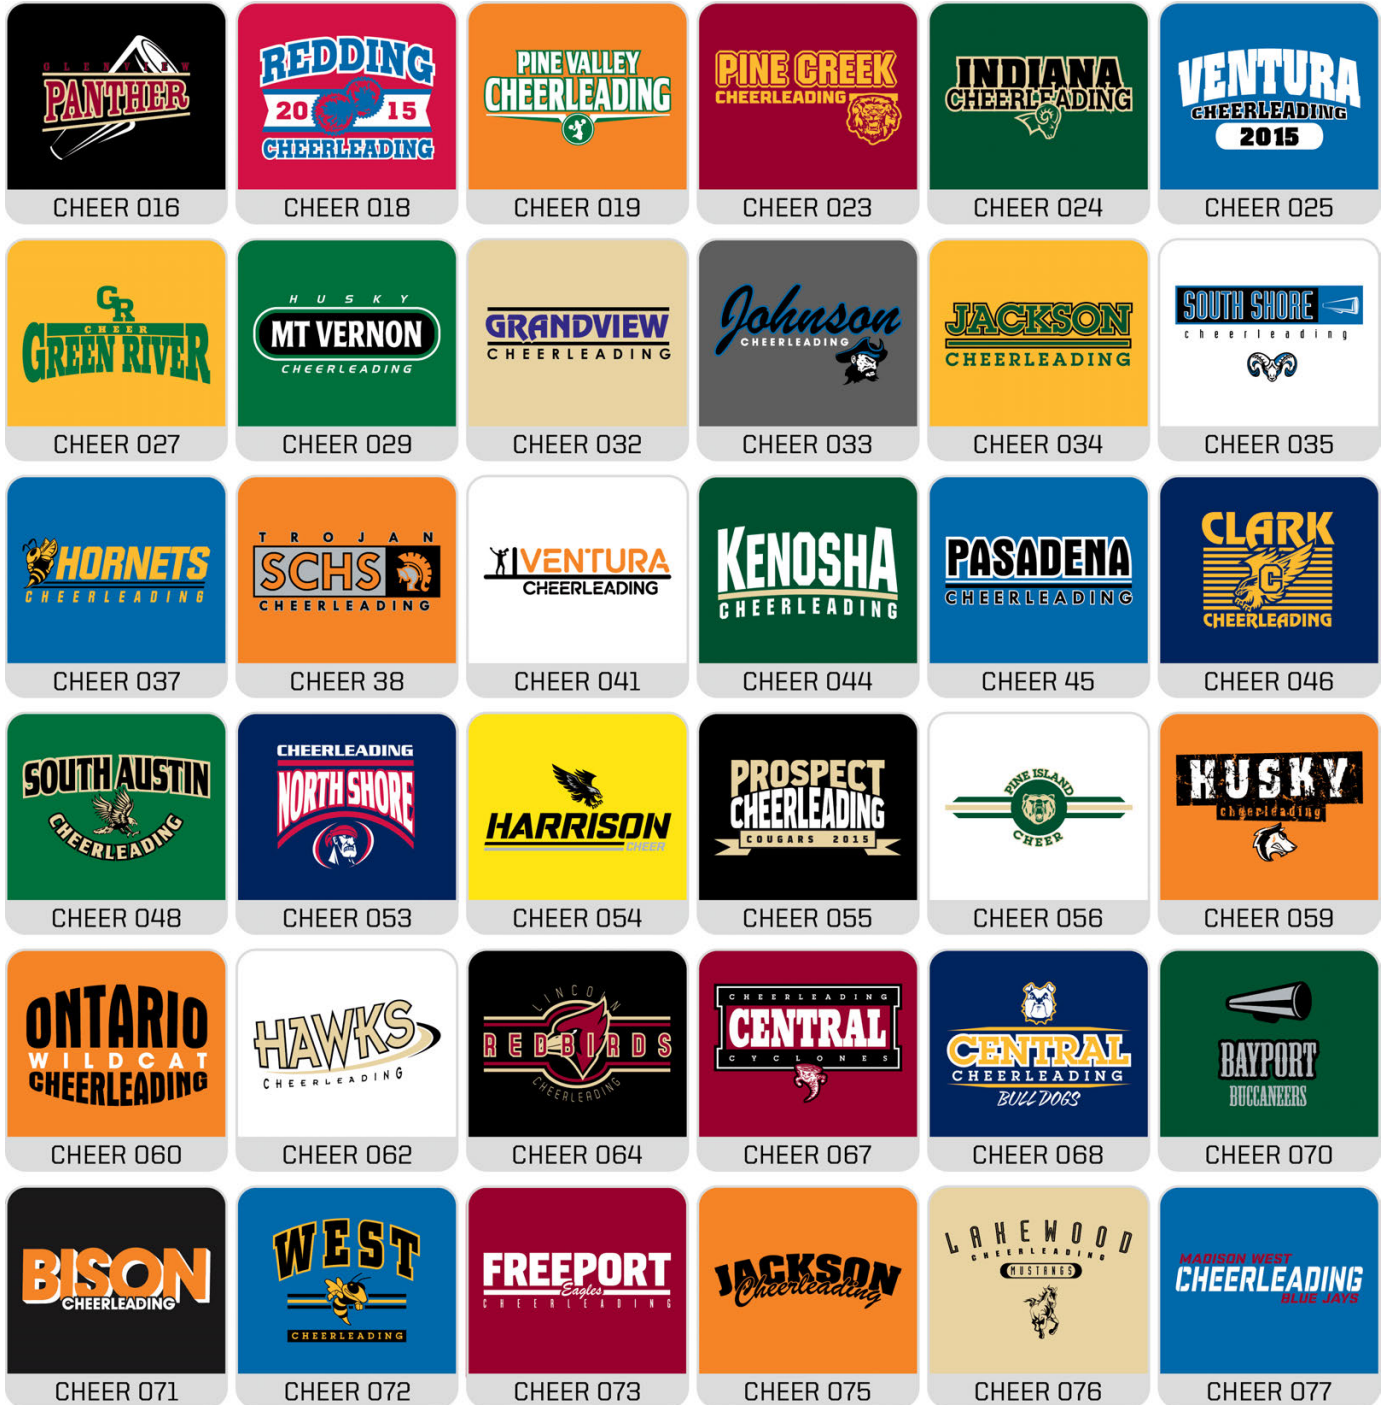 GLENVIEW
PANTHER
CHEER 016
REDDING
20 15
CHEERLEADING
CHEER 018
PINE VALLEY
CHEERLEADING
CHEER 019
PINE CREEK
CHEERLEADING
CHEER 023
INDIANA
CHEERLEADING
CHEER 024
VENTURA
CHEERLEADING
2015
CHEER 025
GR
CHEER
GREEN RIVER
CHEER 027
HUSKY
MT VERNON
CHEERLEADING
CHEER 029
GRANDVIEW
CHEERLEADING
CHEER 032
Johnson
CHEERLEADING
CHEER 033
JACKSON
CHEERLEADING
CHEER 034
SOUTH SHORE
cheerleading
CHEER 035
HORNETS
CHEERLEADING
CHEER 037
TROJAN
SCHS
CHEERLEADING
CHEER 38
VENTURA
CHEERLEADING
CHEER 041
KENOSHA
CHEERLEADING
CHEER 044
PASADENA
CHEERLEADING
CHEER 45
CLARK
C
CHEERLEADING
CHEER 046
SOUTH AUSTIN
CHEERLEADING
CHEER 048
CHEERLEADING
NORTH SHORE
CHEER 053
HARRISON
CHEER
CHEER 054
PROSPECT
CHEERLEADING
COUGARS 2015
CHEER 055
PINE ISLAND
CHEER
CHEER 056
HUSKY
cheerleading
CHEER 059
ONTARIO
WILDCAT
CHEERLEADING
CHEER 060
HAWKS
CHEERLEADING
CHEER 062
LINCOLN
REDBIRDS
CHEERLEADING
CHEER 064
CHEERLEADING
CENTRAL
CYCLONES
CHEER 067
CENTRAL
CHEERLEADING
BULLDOGS
CHEER 068
BAYPORT
BUCCANEERS
CHEER 070
BISON
CHEERLEADING
CHEER 071
WEST
CHEERLEADING
CHEER 072
FREEPORT
Eagles
CHEERLEADING
CHEER 073
JACKSON
Cheerleading
CHEER 075
LAKEWOOD
CHEERLEADING
MUSTANGS
CHEER 076
MADISON WEST
CHEERLEADING
BLUE JAYS
CHEER 077